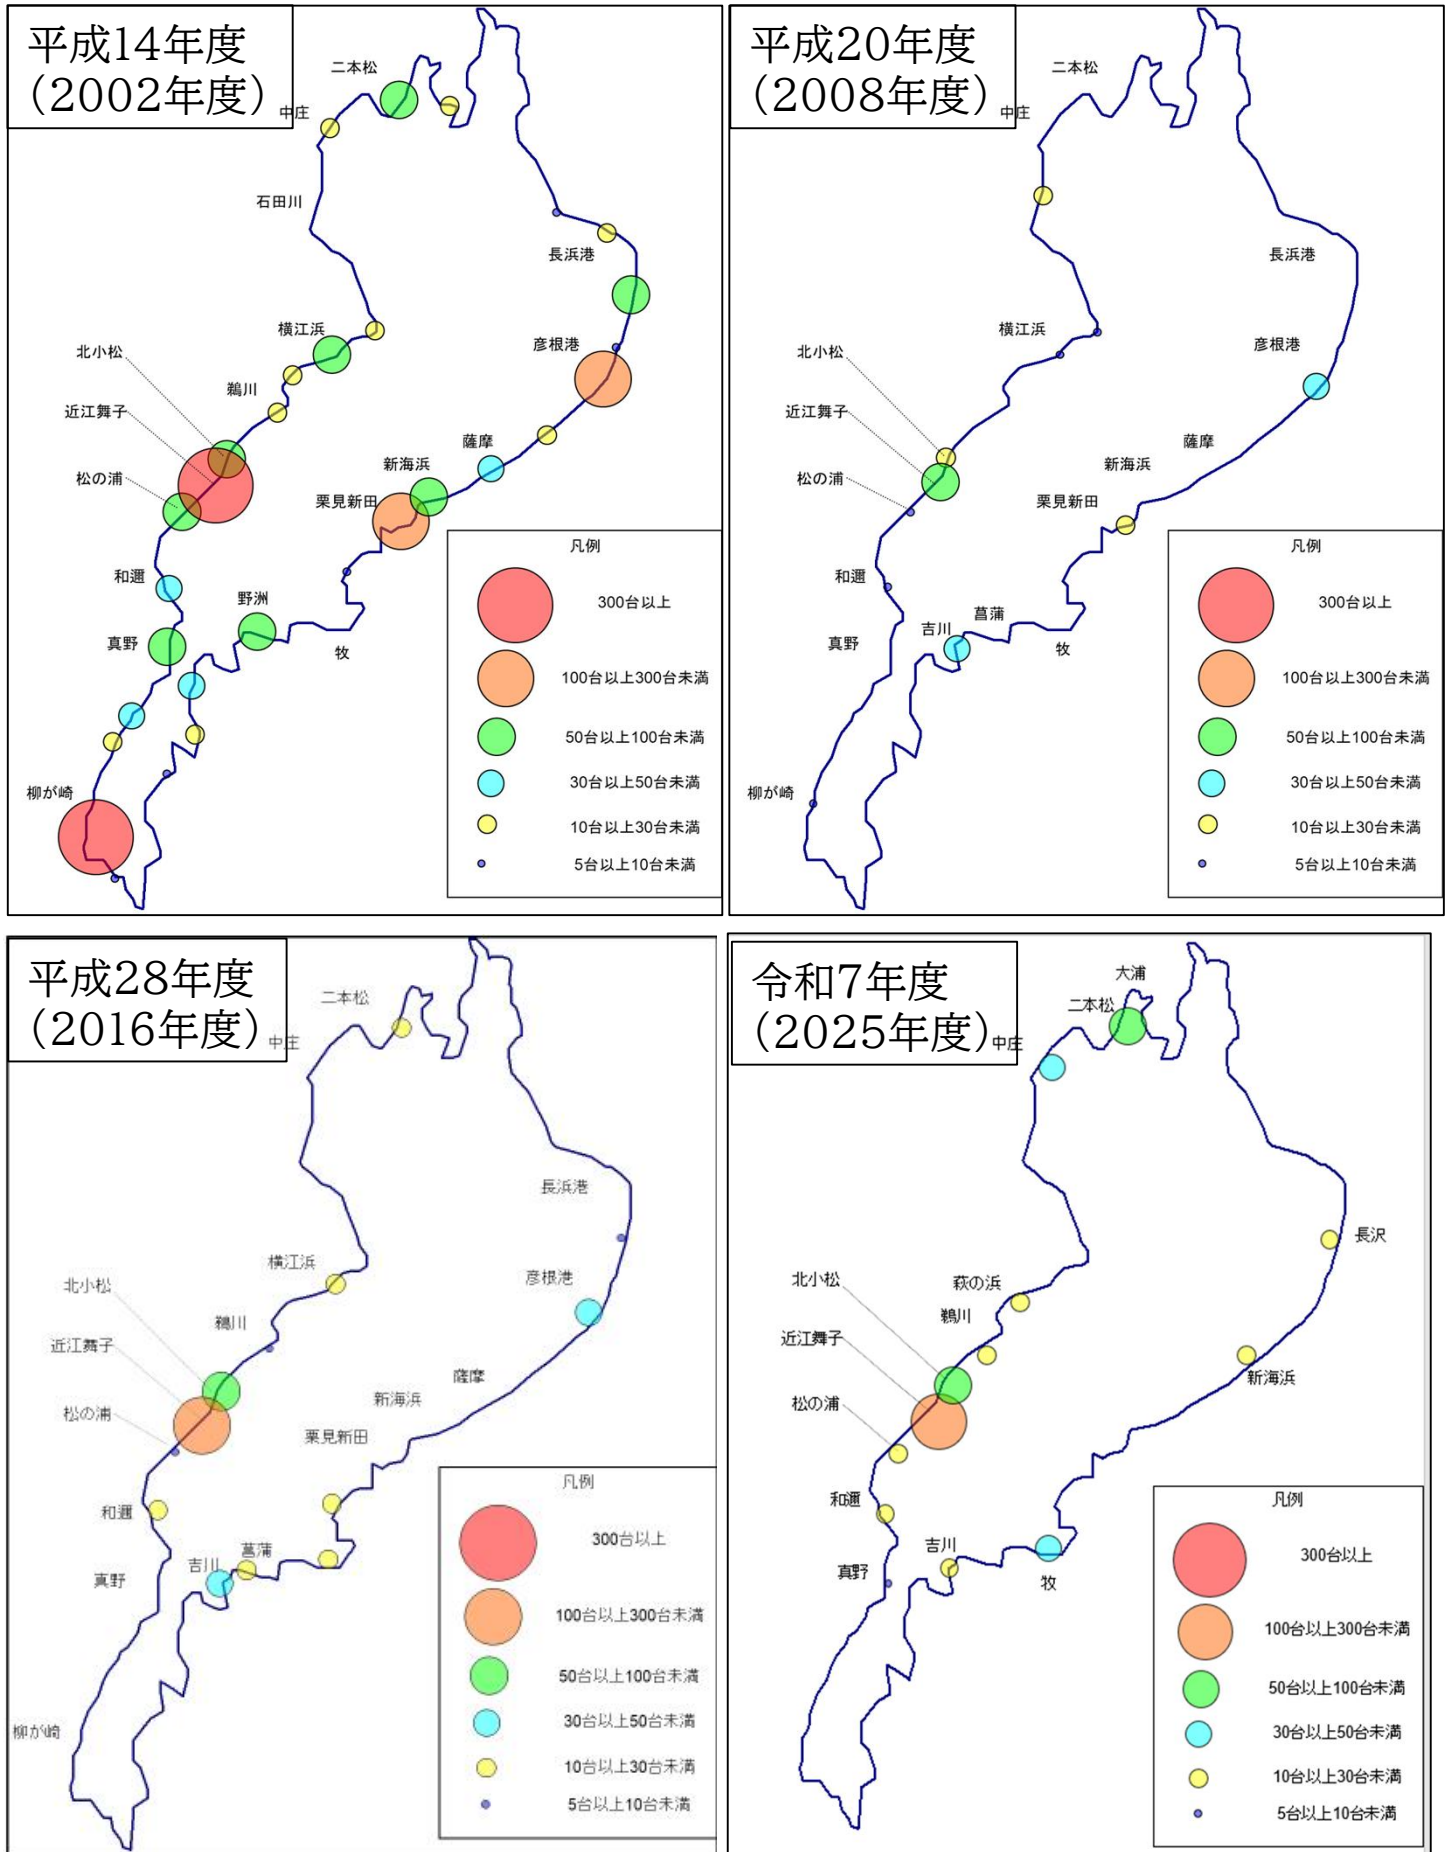 平成14年度
（2002年度）
二本松
中庄
石田川
長浜港
横江浜
彦根港
北小松
鵜川
近江舞子
薩摩
新海浜
松の浦
栗見新田
和邇
野洲
真野
牧
柳が崎
凡例
300台以上
100台以上300台未満
50台以上100台未満
30台以上50台未満
10台以上30台未満
5台以上10台未満
平成20年度
（2008年度）
二本松
中庄
長浜港
横江浜
彦根港
北小松
近江舞子
薩摩
新海浜
松の浦
栗見新田
和邇
菖蒲
吉川
真野
牧
柳が崎
凡例
300台以上
100台以上300台未満
50台以上100台未満
30台以上50台未満
10台以上30台未満
5台以上10台未満
平成28年度
（2016年度）
二本松
中庄
長浜港
横江浜
彦根港
北小松
鵜川
近江舞子
薩摩
新海浜
松の浦
栗見新田
和邇
菖蒲
吉川
真野
柳が崎
凡例
300台以上
100台以上300台未満
50台以上100台未満
30台以上50台未満
10台以上30台未満
5台以上10台未満
令和7年度
（2025年度）
大浦
二本松
中庄
長沢
北小松
萩の浜
鵜川
近江舞子
新海浜
松の浦
和邇
吉川
真野
牧
凡例
300台以上
100台以上300台未満
50台以上100台未満
30台以上50台未満
10台以上30台未満
5台以上10台未満